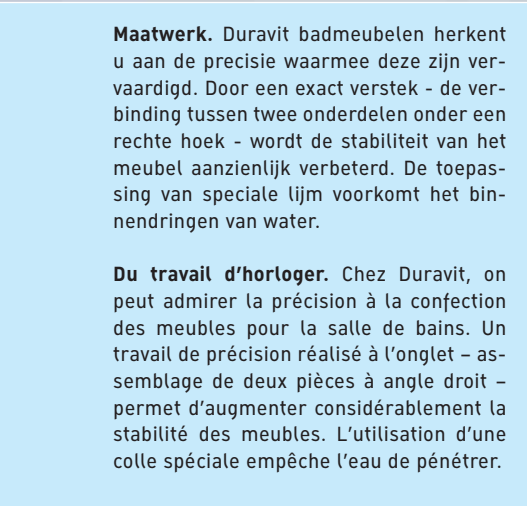 Maatwerk. Duravit badmeubelen herkent
u aan de precisie waarmee deze zijn ver-
vaardigd. Door een exact verstek - de ver-
binding tussen twee onderdelen onder een
rechte hoek - wordt de stabiliteit van het
meubel aanzienlijk verbeterd. De toepas-
sing van speciale lijm voorkomt het bin-
nendringen van water.

Du travail d’horloger. Chez Duravit, on
peut admirer la précision à la confection
des meubles pour la salle de bains. Un
travail de précision réalisé à l’onglet – as-
semblage de deux pièces à angle droit –
permet d’augmenter considérablement la
stabilité des meubles. L’utilisation d’une
colle spéciale empêche l’eau de pénétrer.